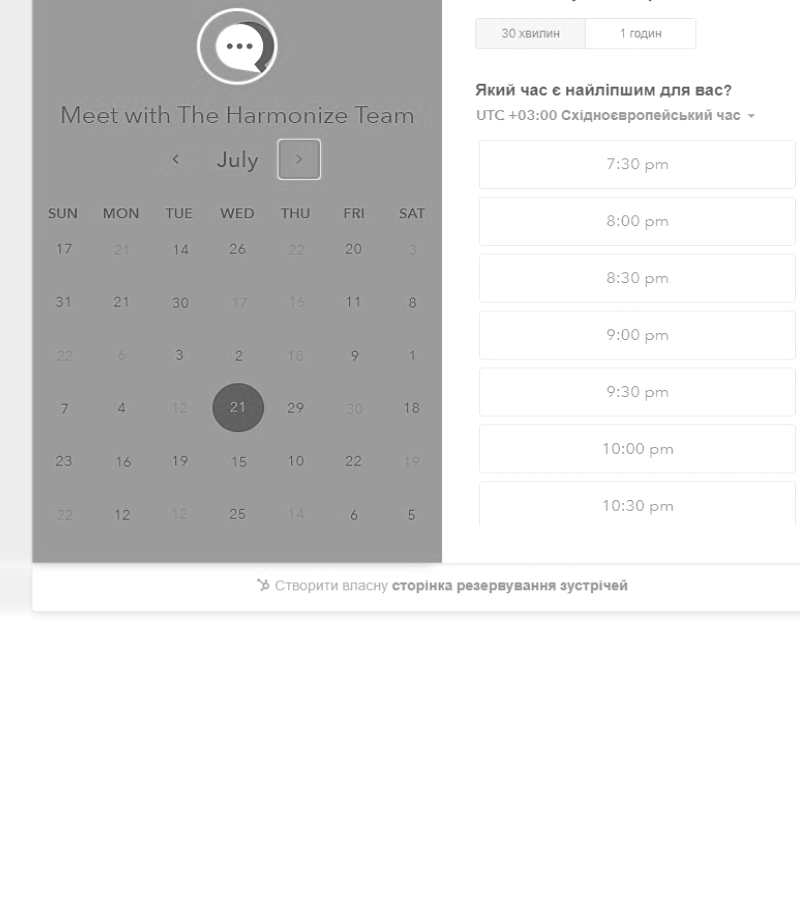 30 хвилин 1 годин
Meet with The Harmonize Team
July
SUN MON TUE WED THU FRI SAT
17 21 14 26 22 20 3
31 21 30 17 16 11 8
22 6 3 2 18 9 1
7 4 12 21 29 30 18
23 16 19 15 10 22 19
22 12 12 25 14 6 5
Який час є найліпшим для вас?
UTC +03:00 Східноєвропейський час
7:30 pm
8:00 pm
8:30 pm
9:00 pm
9:30 pm
10:00 pm
10:30 pm
Створити власну сторінка резервування зустрічей